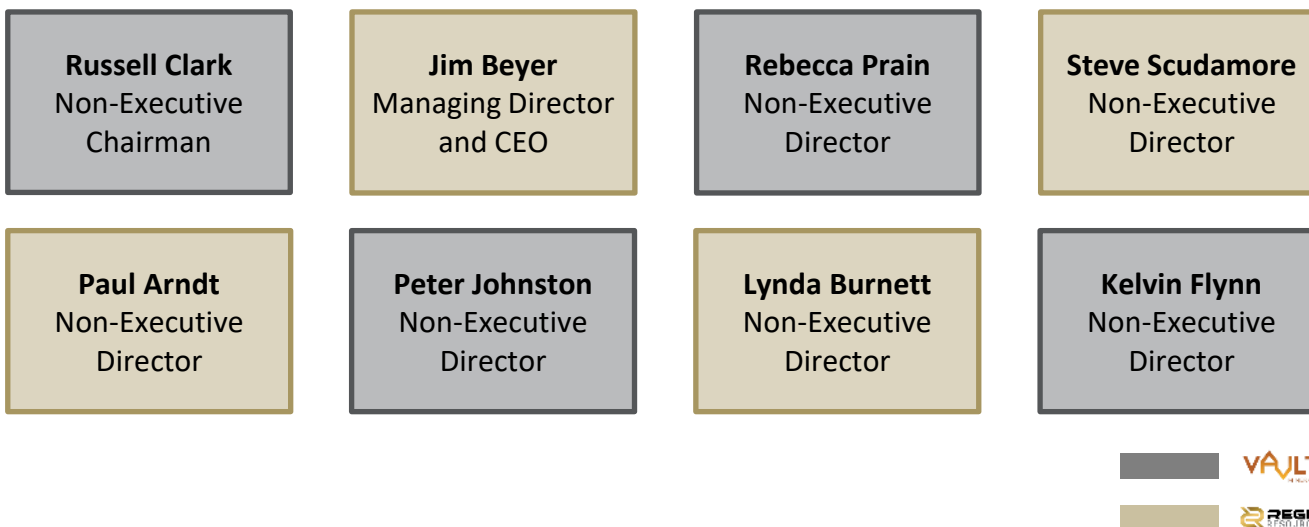 Russell Clark
Non-Executive
Chairman
Jim Beyer
Managing Director
and CEO
Rebecca Prain
Non-Executive
Director
Steve Scudamore
Non-Executive
Director
Paul Arndt
Non-Executive
Director
Peter Johnston
Non-Executive
Director
Lynda Burnett
Non-Executive
Director
Kelvin Flynn
Non-Executive
Director
VAULT
REGI